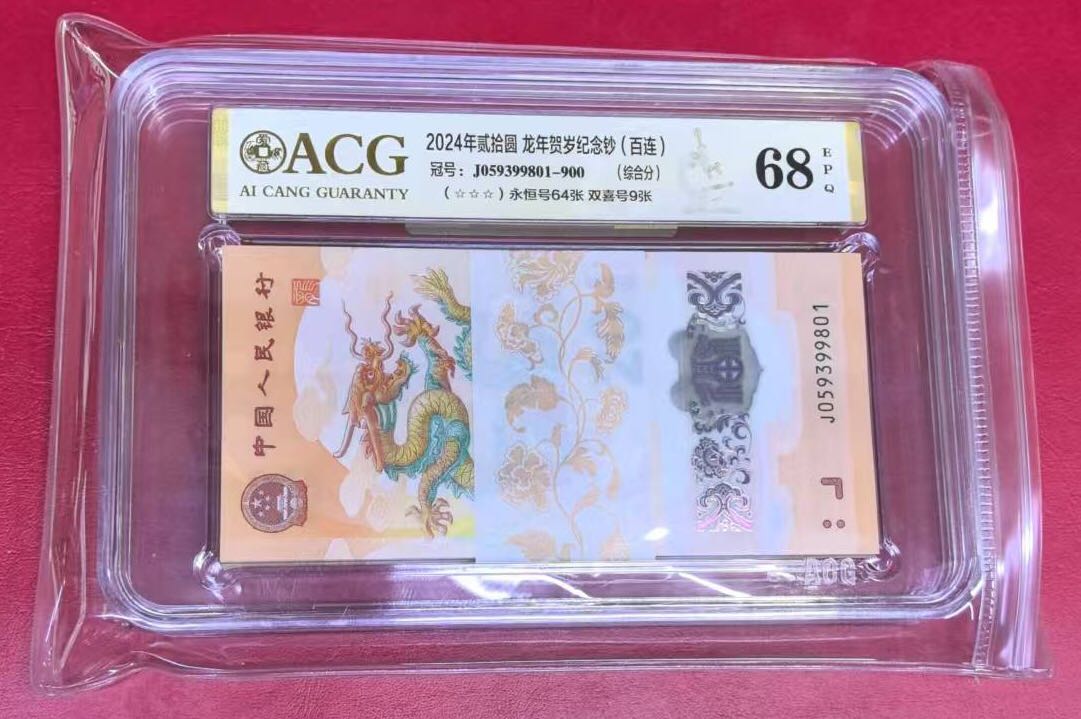 ACG
AI CANG GUARANTY
2024年贰拾圆 龙年贺岁纪念钞（百连）
冠号：J059399801-900 （综合分）
（☆☆☆）永恒号64张 双喜号9张
68
EPQ
中国人民银行
J059399801
ACG